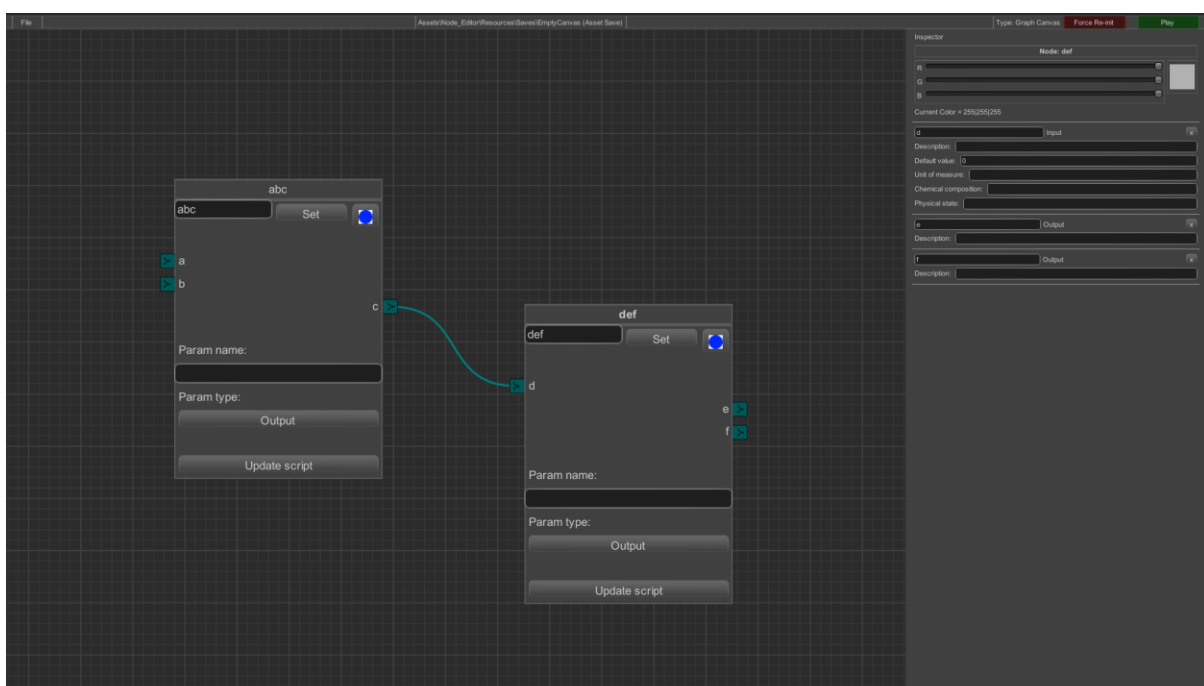 File
Assets\Node_Editor\Resources\Saves\EmptyCanvas (Asset Save)
Type: Graph Canvas
Force Re-init
Play
abc
abc
Set
a
b
c
Param name:
Param type:
Output
Update script
def
def
Set
d
e
f
Param name:
Param type:
Output
Update script
Inspector
Node: def
R
G
B
Current Color = 255|255|255
d Input x
Description:
Default value: 0
Unit of measure:
Chemical composition:
Physical state:
e Output x
Description:
f Output x
Description: